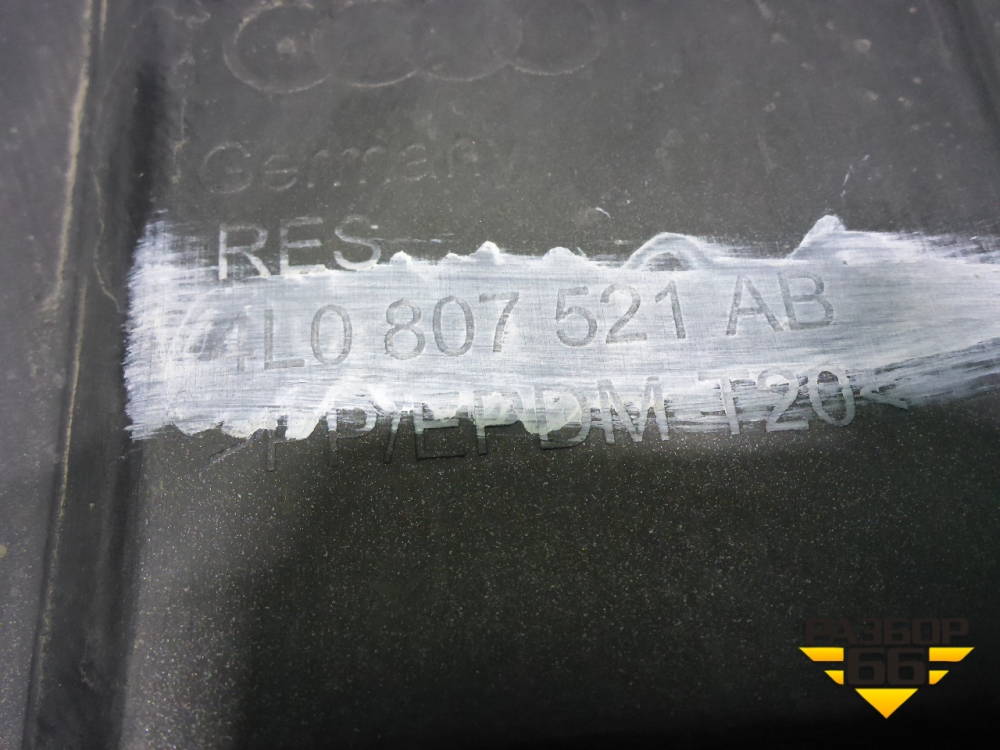 Germany
RES
4L0 807 521 AB
PP/EPDM T20
РАЗБОР
66